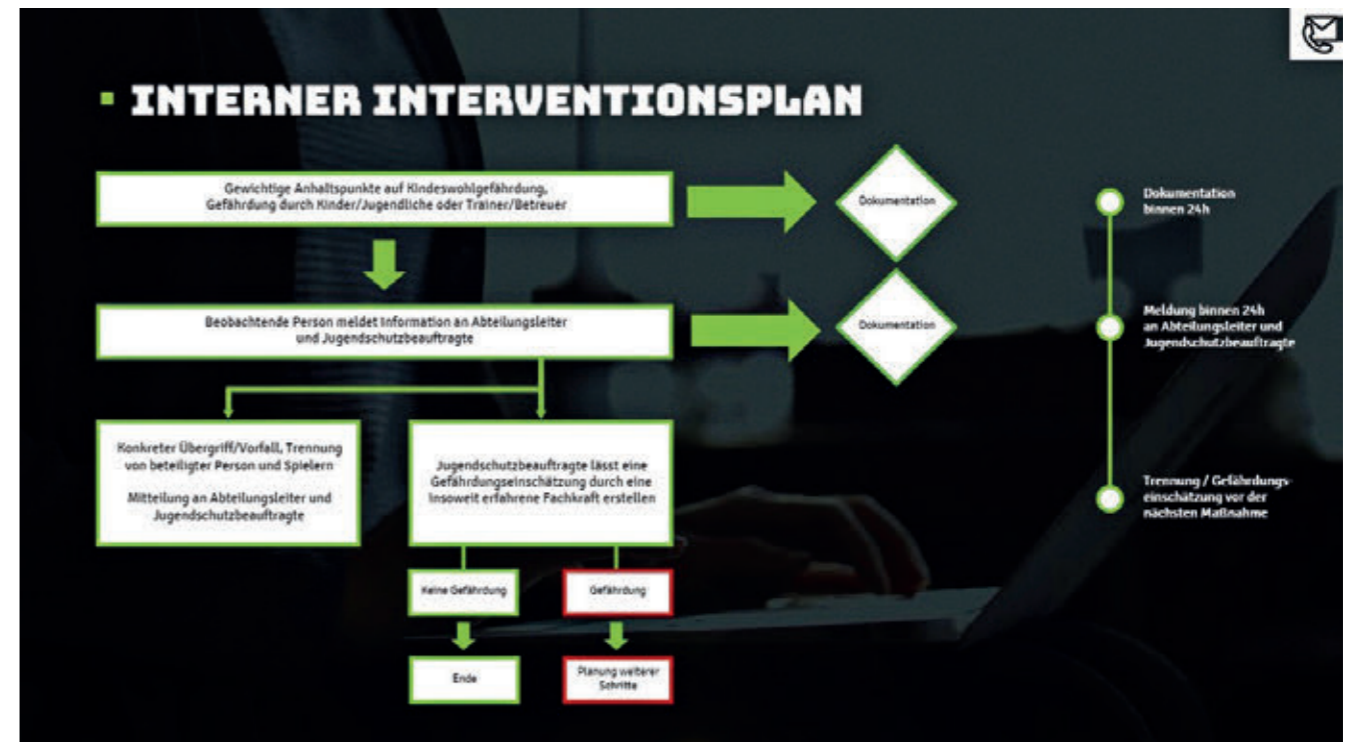 INTERNER INTERVENTIONSPLAN
Gewichtige Anhaltspunkte auf Kindeswohlgefährdung,
Gefährdung durch Kinder/Jugendliche oder Trainer/Betreuer
Dokumentation
Beobachtende Person meldet Information an Abteilungsleiter
und Jugendschutzbeauftragte
Dokumentation
Konkreter Übergriff/Vorfall, Trennung
von beteiligter Person und Spielern
Mitteilung an Abteilungsleiter und
Jugendschutzbeauftragte
Jugendschutzbeauftragte lässt eine
Gefährdungseinschätzung durch eine
Insoweit erfahrene Fachkraft erstellen
Keine Gefährdung
Gefährdung
Ende
Planung weiterer
Schritte
Dokumentation
binnen 24h
Meldung binnen 24h
an Abteilungsleiter und
Jugendschutzbeauftragte
Trennung / Gefährdungs-
einschätzung vor der
nächsten Maßnahme